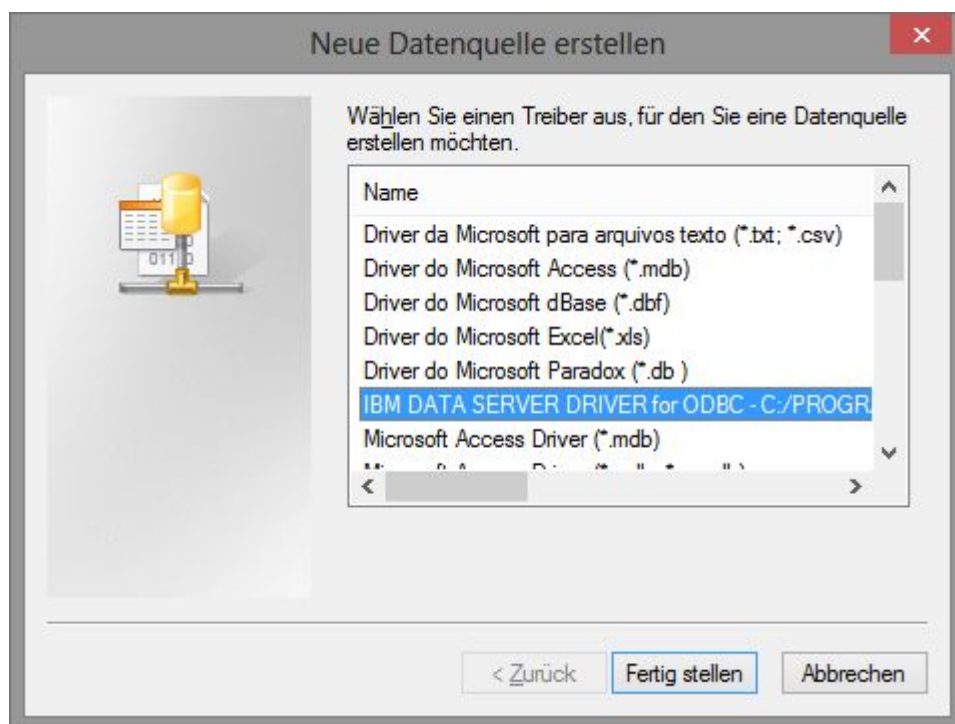 Neue Datenquelle erstellen
Wählen Sie einen Treiber aus, für den Sie eine Datenquelle
erstellen möchten.
Name
Driver da Microsoft para arquivos texto (*.txt; *.csv)
Driver do Microsoft Access (*.mdb)
Driver do Microsoft dBase (*.dbf)
Driver do Microsoft Excel(*.xls)
Driver do Microsoft Paradox (*.db )
IBM DATA SERVER DRIVER for ODBC - C:/PROGR
Microsoft Access Driver (*.mdb)
< Zurück
Fertig stellen
Abbrechen